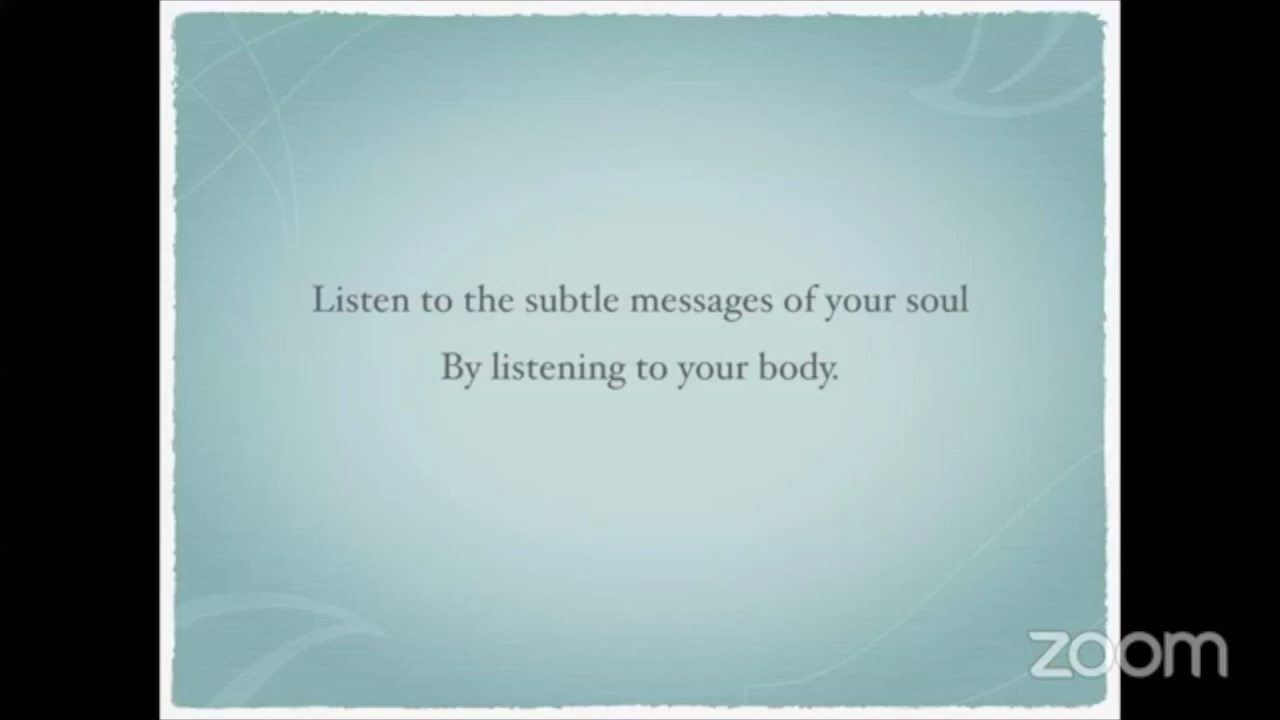 Listen to the subtle messages of your soul
By listening to your body.
zoom